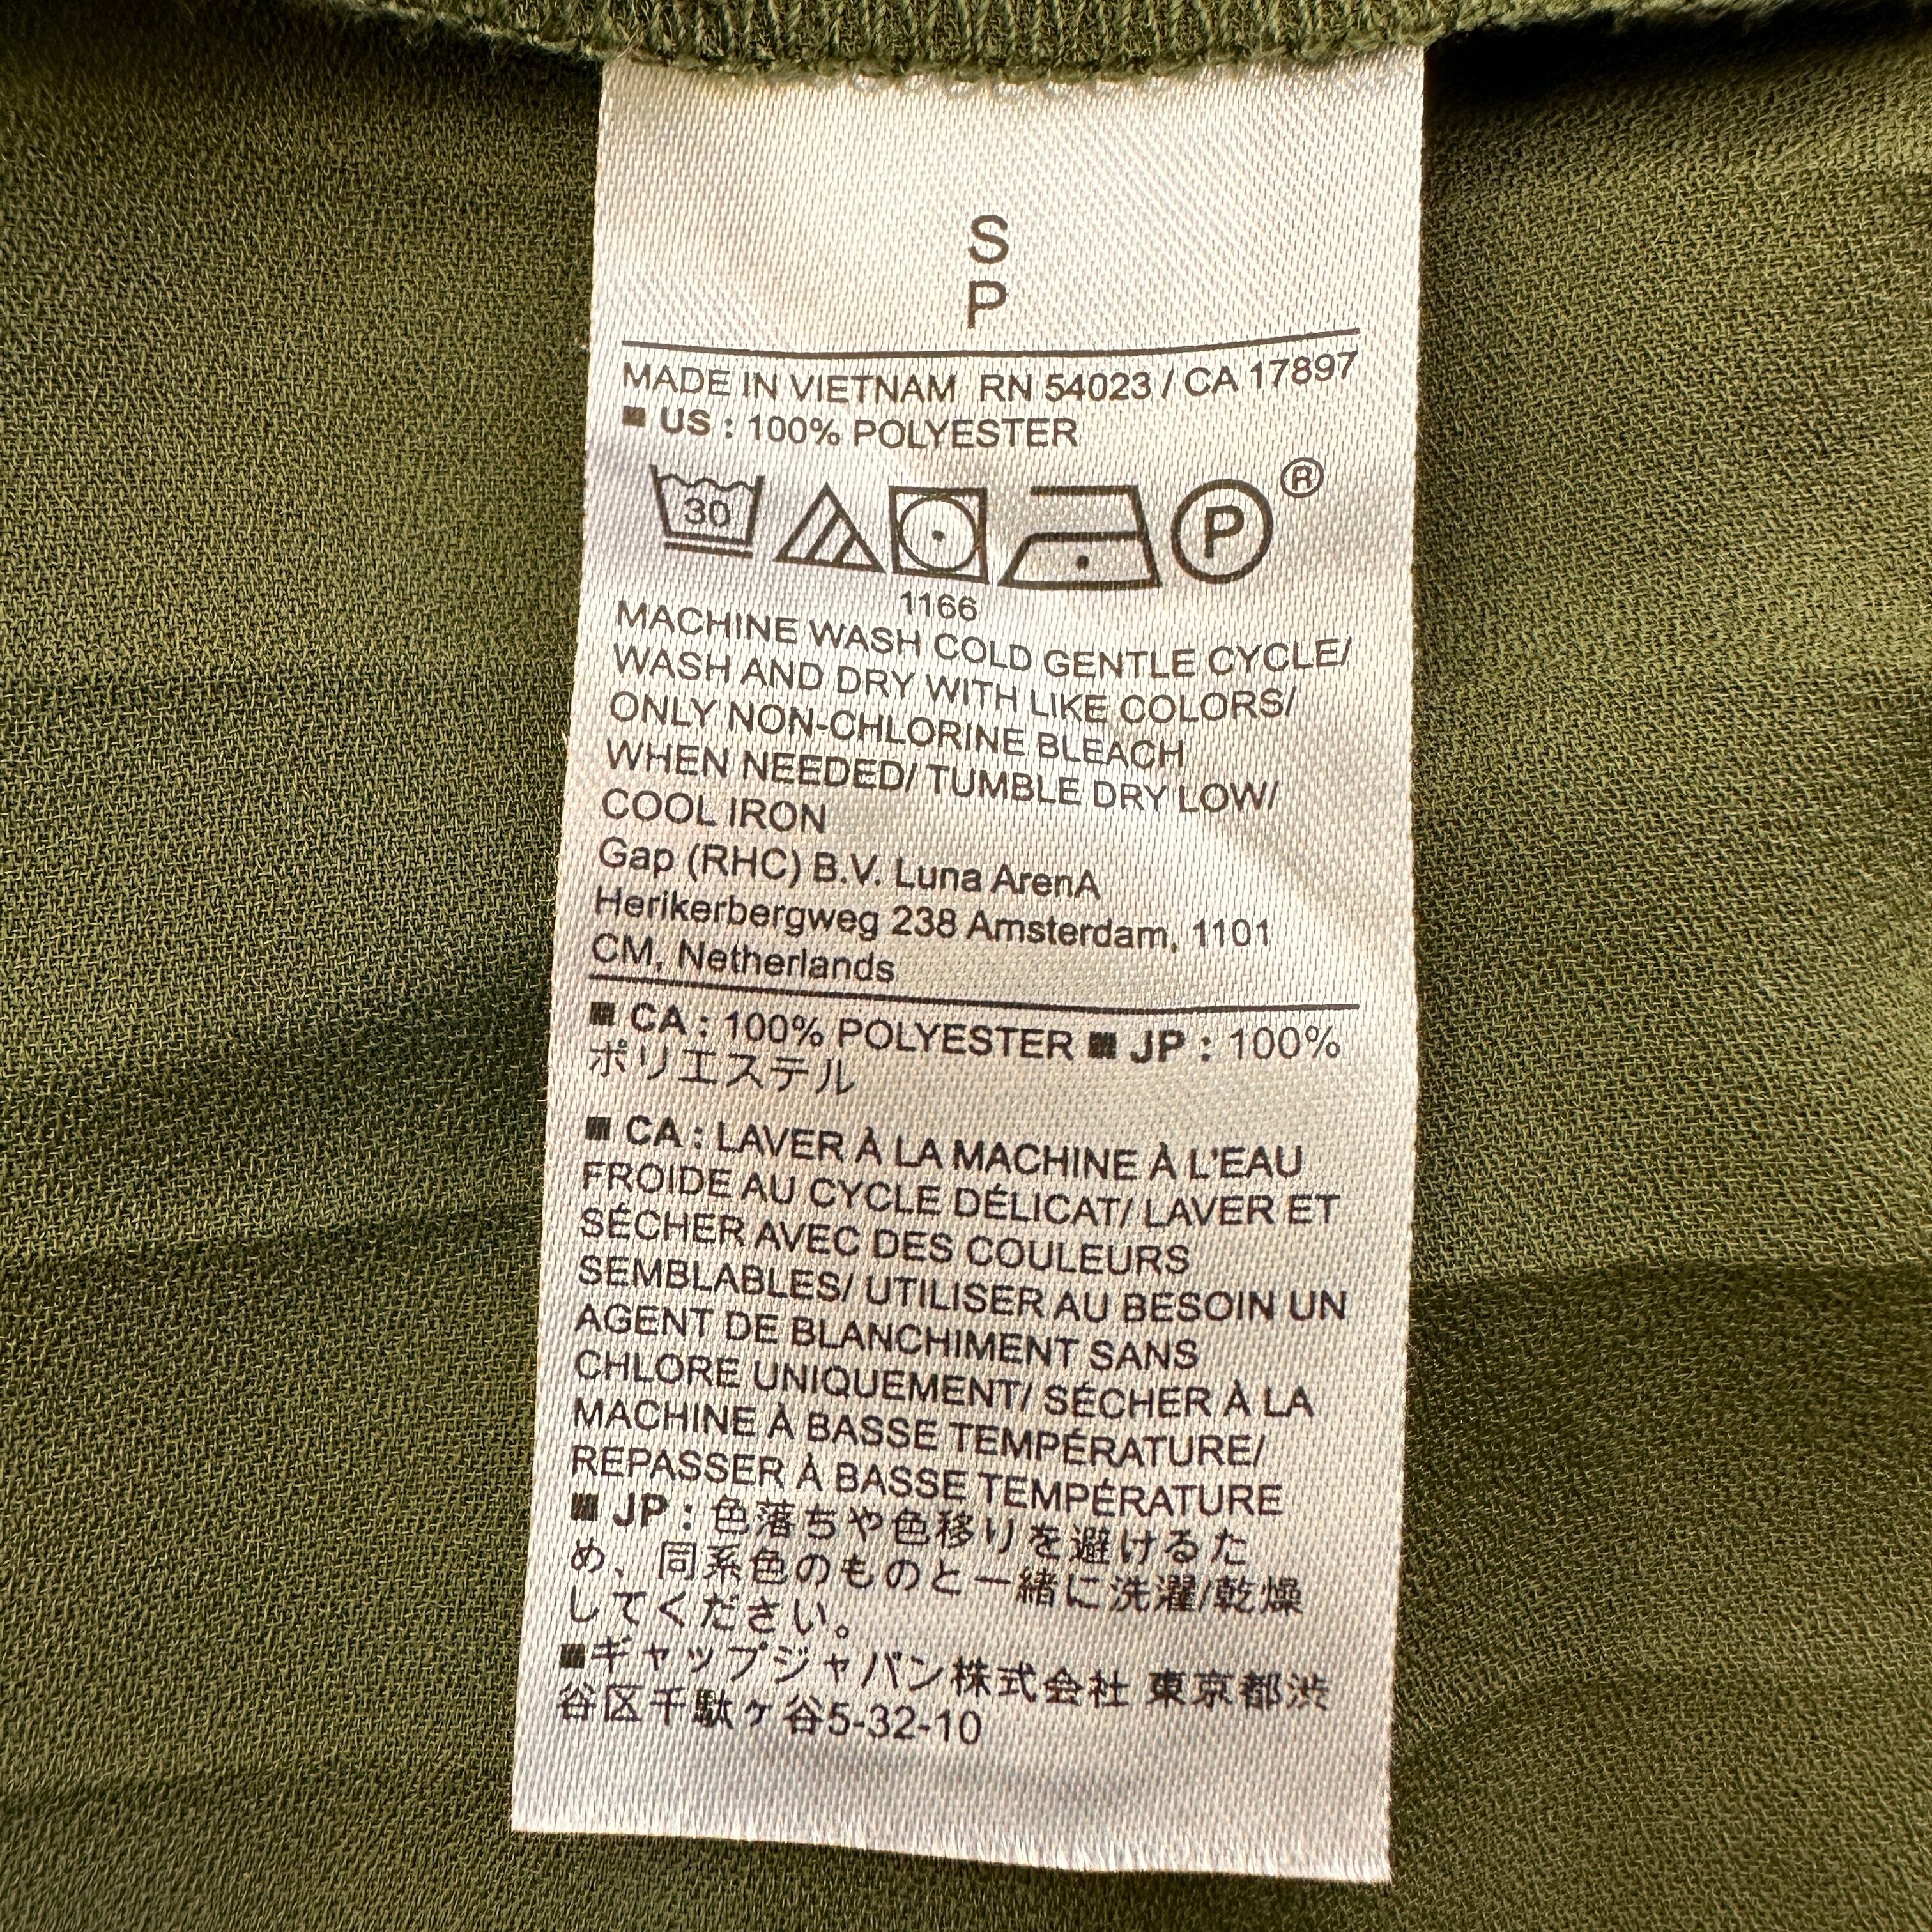 S
P
MADE IN VIETNAM RN 54023 / CA 17897
■ US : 100% POLYESTER
30
P ®
1166
MACHINE WASH COLD GENTLE CYCLE/
WASH AND DRY WITH LIKE COLORS/
ONLY NON-CHLORINE BLEACH
WHEN NEEDED/ TUMBLE DRY LOW/
COOL IRON
Gap (RHC) B.V. Luna ArenA
Herikerbergweg 238 Amsterdam, 1101
CM, Netherlands
■ CA : 100% POLYESTER ■ JP : 100%
ポリエステル
■ CA : LAVER À LA MACHINE À L'EAU
FROIDE AU CYCLE DÉLICAT/ LAVER ET
SÉCHER AVEC DES COULEURS
SEMBLABLES/ UTILISER AU BESOIN UN
AGENT DE BLANCHIMENT SANS
CHLORE UNIQUEMENT/ SÉCHER À LA
MACHINE À BASSE TEMPÉRATURE/
REPASSER À BASSE TEMPÉRATURE
■ JP : 色落ちや色移りを避けるた
め、同系色のものと一緒に洗濯/乾燥
してください。
■ギャップジャパン株式会社 東京都渋
谷区千駄ヶ谷5-32-10